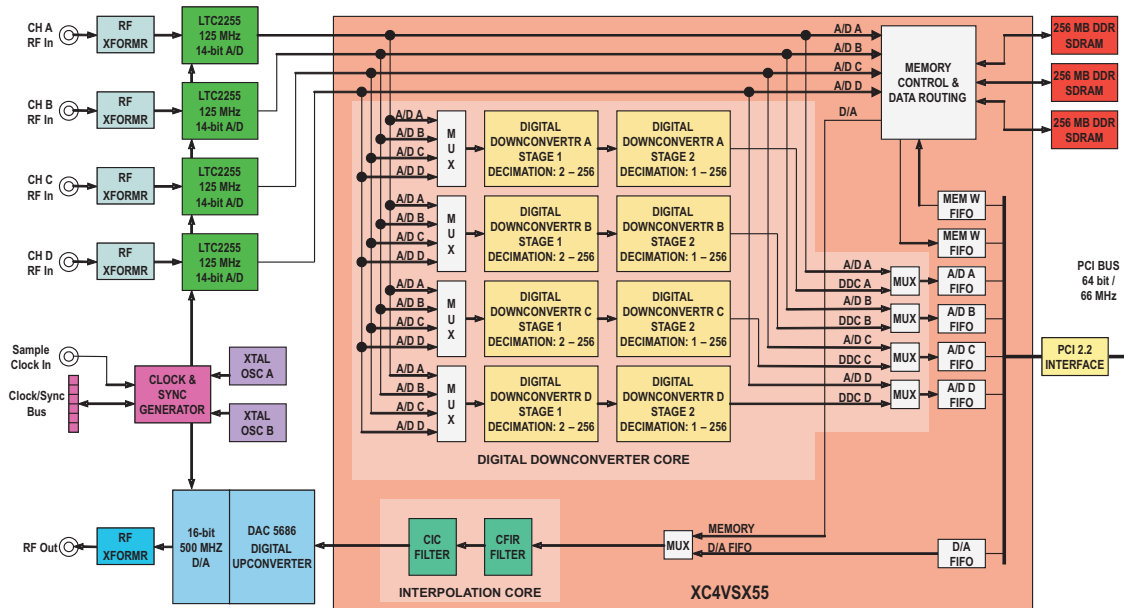 CH A
RF In
RF
XFORMR
LTC2255
125 MHz
14-bit A/D
CH B
RF In
RF
XFORMR
LTC2255
125 MHz
14-bit A/D
CH C
RF In
RF
XFORMR
LTC2255
125 MHz
14-bit A/D
CH D
RF In
RF
XFORMR
LTC2255
125 MHz
14-bit A/D
Sample
Clock In
Clock/Sync
Bus
CLOCK &
SYNC
GENERATOR
XTAL
OSC A
XTAL
OSC B
RF Out
RF
XFORMR
16-bit
500 MHZ
D/A
DAC 5686
DIGITAL
UPCONVERTER
A/D A
A/D B
A/D C
A/D D
D/A
MEMORY
CONTROL &
DATA ROUTING
256 MB DDR
SDRAM
256 MB DDR
SDRAM
256 MB DDR
SDRAM
A/D A
A/D B
A/D C
A/D D
MUX
DIGITAL
DOWNCONVERTR A
STAGE 1
DECIMATION: 2 – 256
DIGITAL
DOWNCONVERTR A
STAGE 2
DECIMATION: 1 – 256
A/D A
A/D B
A/D C
A/D D
MUX
DIGITAL
DOWNCONVERTR B
STAGE 1
DECIMATION: 2 – 256
DIGITAL
DOWNCONVERTR B
STAGE 2
DECIMATION: 1 – 256
A/D A
A/D B
A/D C
A/D D
MUX
DIGITAL
DOWNCONVERTR C
STAGE 1
DECIMATION: 2 – 256
DIGITAL
DOWNCONVERTR C
STAGE 2
DECIMATION: 1 – 256
A/D A
A/D B
A/D C
A/D D
MUX
DIGITAL
DOWNCONVERTR D
STAGE 1
DECIMATION: 2 – 256
DIGITAL
DOWNCONVERTR D
STAGE 2
DECIMATION: 1 – 256
DIGITAL DOWNCONVERTER CORE
MEM W
FIFO
MEM W
FIFO
A/D A
DDC A
MUX
A/D A
FIFO
A/D B
DDC B
MUX
A/D B
FIFO
A/D C
DDC C
MUX
A/D C
FIFO
A/D D
DDC D
MUX
A/D D
FIFO
PCI BUS
64 bit /
66 MHz
PCI 2.2
INTERFACE
CIC
FILTER
CFIR
FILTER
INTERPOLATION CORE
MUX
MEMORY
D/A FIFO
D/A
FIFO
XC4VSX55